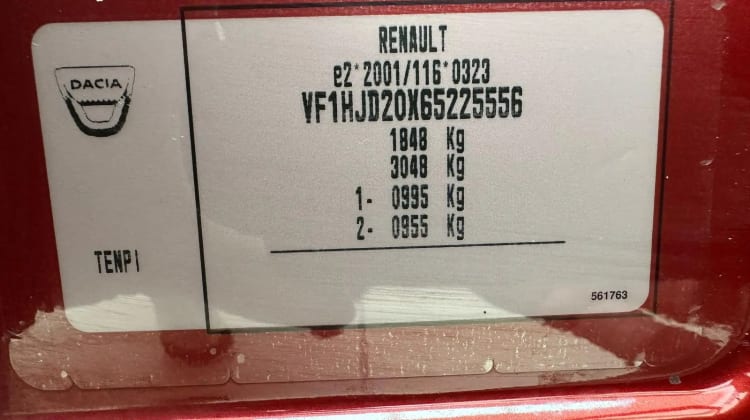 DACIA
RENAULT
e2*2001/116*0323
VF1HJD20X65225556
1848 Kg
3048 Kg
1- 0995 Kg
2- 0955 Kg
TENPI
561763